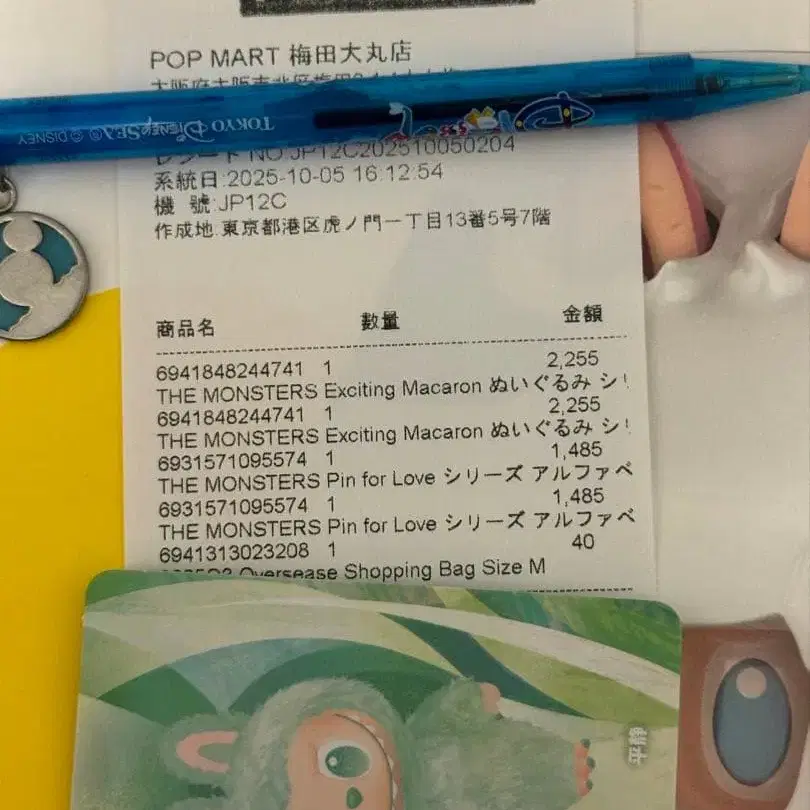 POP MART 梅田大丸店
TOKYO DISNEYSEA
© DISNEY
レシート NO:JP12C202510050204
系統日:2025-10-05 16:12:54
機 號:JP12C
作成地:東京都港区虎ノ門一丁目13番5号7階
商品名 數量 金額
6941848244741 1 2,255
THE MONSTERS Exciting Macaron ぬいぐるみ シ
6941848244741 1 2,255
THE MONSTERS Exciting Macaron ぬいぐるみ シ
6931571095574 1 1,485
THE MONSTERS Pin for Love シリーズ アルファベ
6931571095574 1 1,485
THE MONSTERS Pin for Love シリーズ アルファベ
6941313023208 1 40
Oversease Shopping Bag Size M